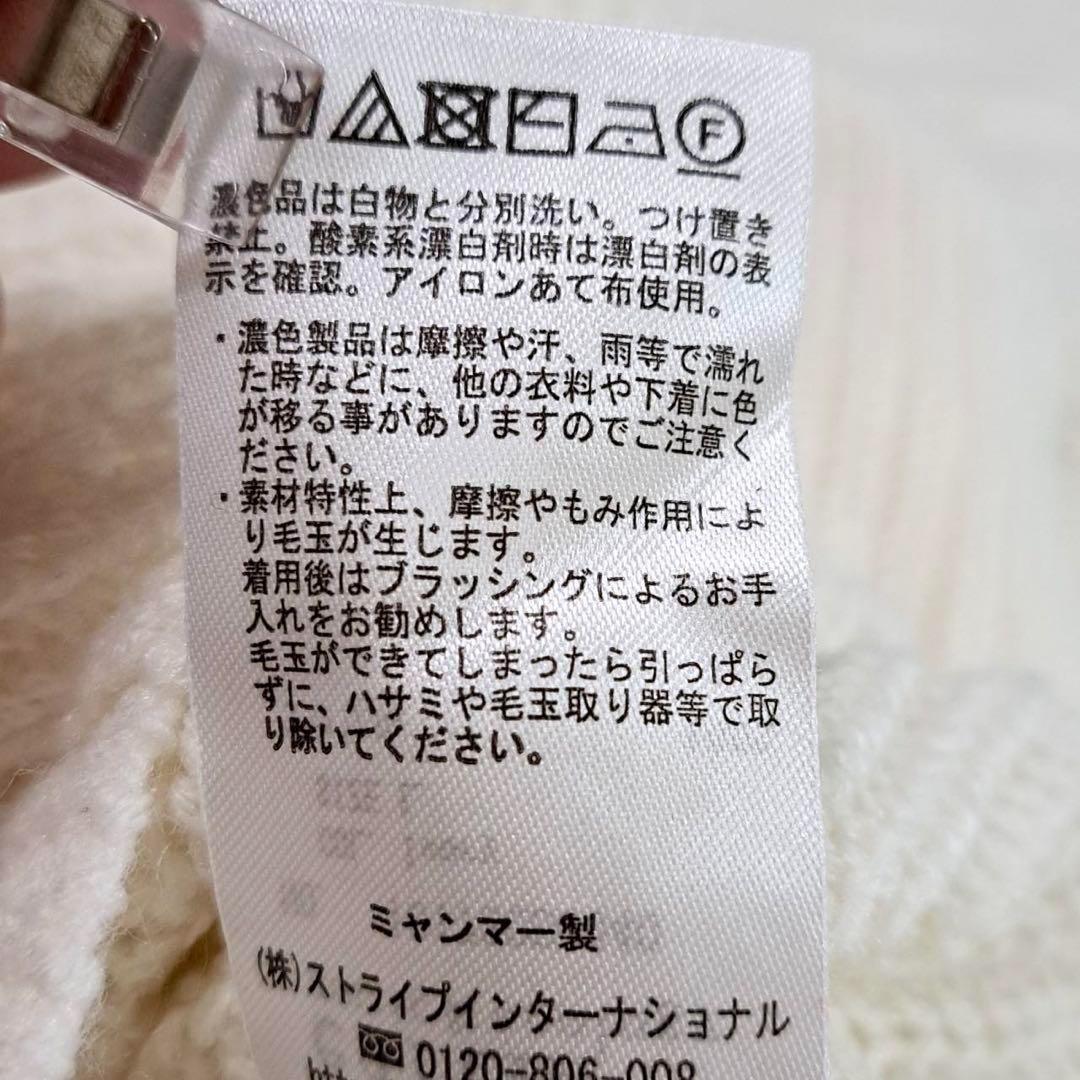 F
濃色品は白物と分別洗い。つけ置き
禁止。酸素系漂白剤時は漂白剤の表
示を確認。アイロンあて布使用。
・濃色製品は摩擦や汗、雨等で濡れ
た時などに、他の衣料や下着に色
が移る事がありますのでご注意く
ださい。
・素材特性上、摩擦やもみ作用によ
り毛玉が生じます。
着用後はブラッシングによるお手
入れをお勧めします。
毛玉ができてしまったら引っぱら
ずに、ハサミや毛玉取り器等で取
り除いてください。
ミャンマー製
(株)ストライプインターナショナル
0120-806-008